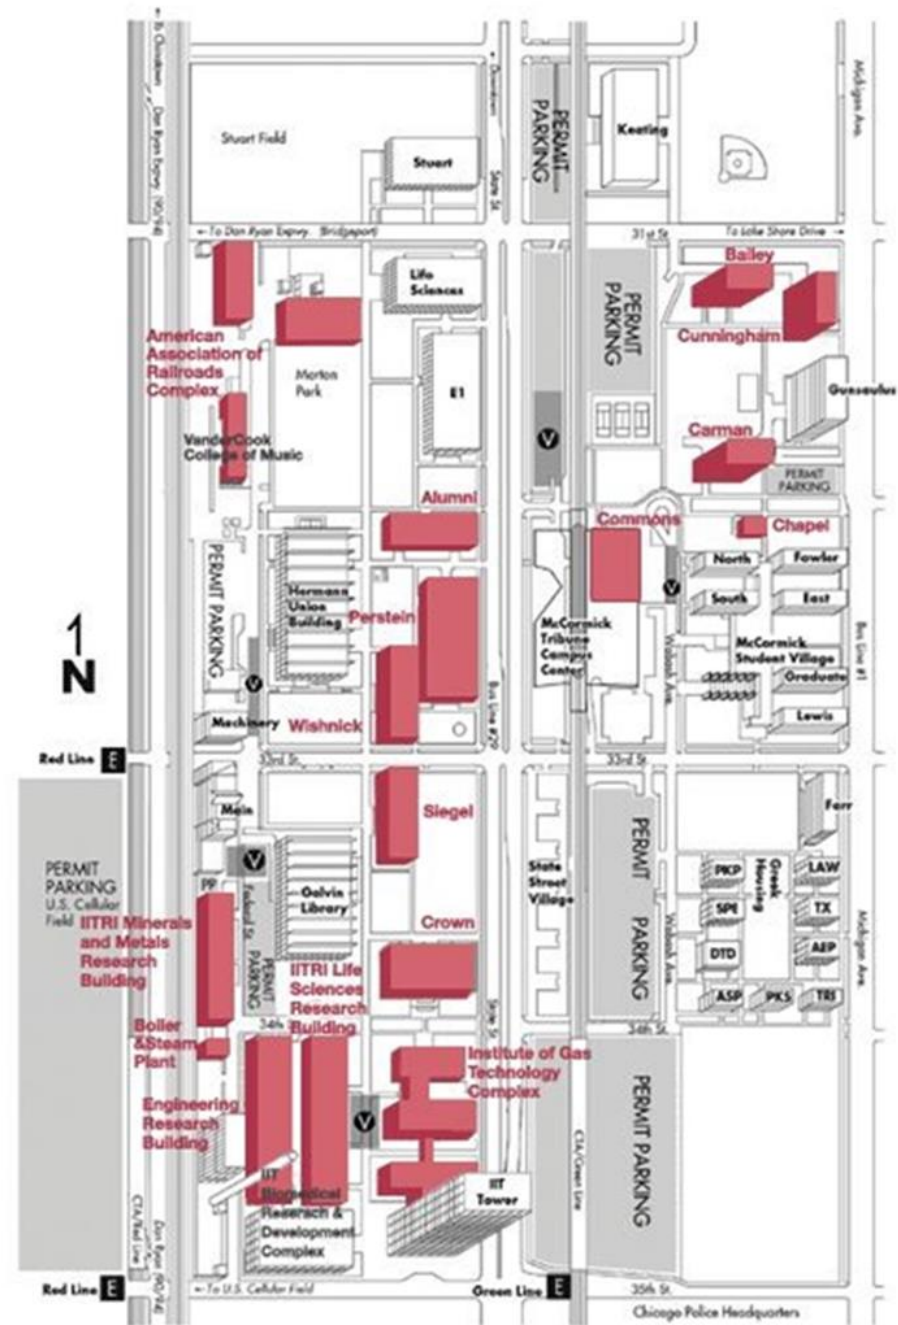 ← To Chinatown
Dan Ryan Expwy. (90/94)
← Downtown
State St.
Michigan Ave.
Stuart Field
Stuart
PERMIT
PARKING
Keating
← To Dan Ryan Expwy. (Bridgeport)
31st St.
To Lake Shore Drive →
Life
Sciences
PERMIT
PARKING
Bailey
Cunningham
American
Association of
Railroads
Complex
Morton
Park
E1
Gunsaulus
VanderCook
College of Music
V
Carman
PERMIT
PARKING
Alumni
Commons
Chapel
PERMIT PARKING
Hermann
Union
Building
Perstein
North
Fowler
South
East
V
McCormick
Tribune
Campus
Center
Wabash Ave.
McCormick
Student Village
Graduate
Bus Line #1
N
V
Bus Line #29
Machinery
Wishnick
Lewis
Red Line E
33rd St.
33rd St.
Main
Siegel
Farr
PERMIT
PARKING
U.S. Cellular
Field
V
PP
Federal St.
Galvin
Library
State
Street
Village
PERMIT
PARKING
Wabash Ave.
PKP
Greek
Housing
LAW
SPE
TX
DTD
AEP
ASP
PKS
TRI
Michigan Ave.
IITRI Minerals
and Metals
Research
Building
PERMIT
PARKING
Crown
IITRI Life
Sciences
Research
Building
State St.
34th
34th St.
Boiler
&Steam
Plant
Institute of Gas
Technology
Complex
Engineering
Research
Building
V
PERMIT PARKING
CTA/Green Line
IIT
Biomedical
Research &
Development
Complex
IIT
Tower
CTA/Red Line
Dan Ryan (90/94)
Red Line E
← To U.S. Cellular Field
Green Line E
35th St.
Chicago Police Headquarters